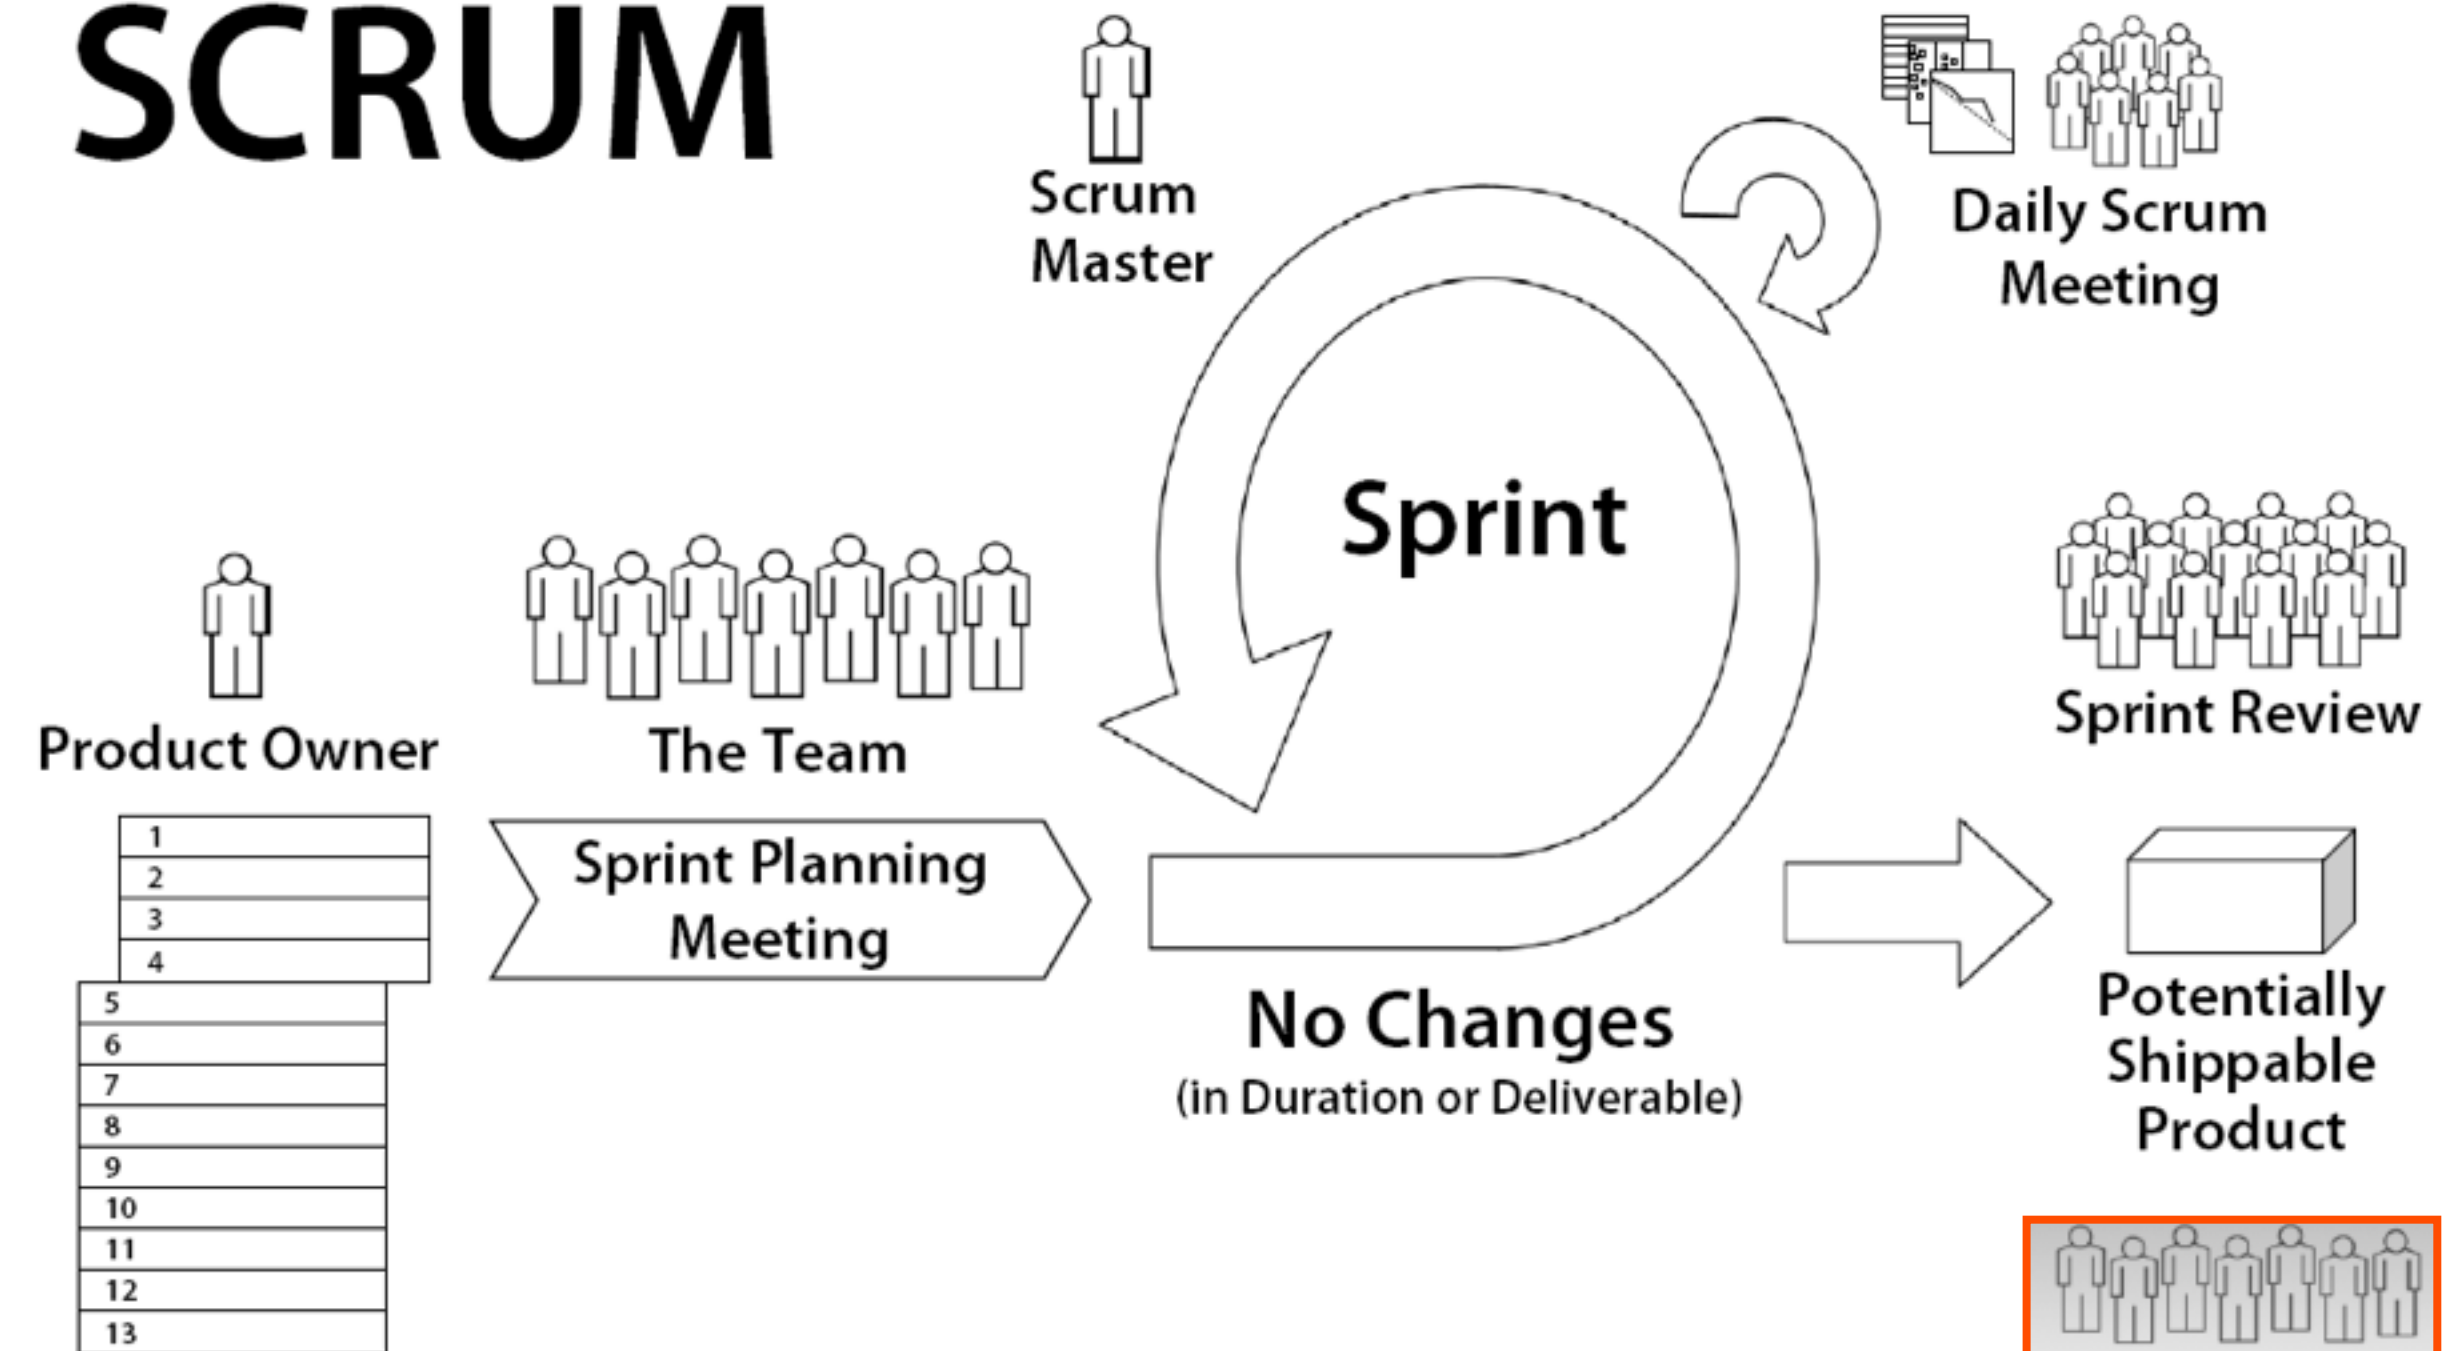 SCRUM
Scrum
Master
Daily Scrum
Meeting
Sprint
Product Owner
The Team
Sprint Review
1
2
3
4
5
6
7
8
9
10
11
12
13
Sprint Planning
Meeting
No Changes
(in Duration or Deliverable)
Potentially
Shippable
Product